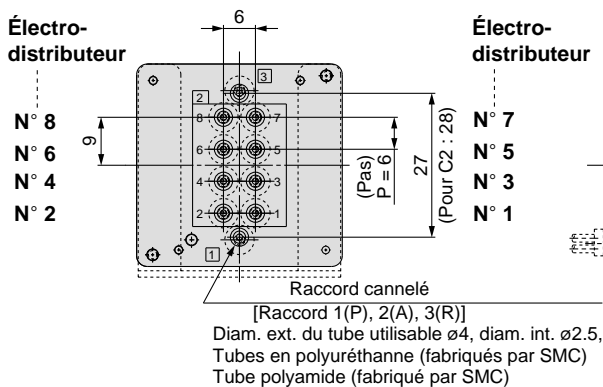 6
Électro-
distributeur
Électro-
distributeur
3
2
8 7
N° 8
N° 7
9
6 5
N° 6
N° 5
(Pas)
P = 6
27
(Pour C2 : 28)
4 3
N° 4
N° 3
2 1
N° 2
N° 1
1
Raccord cannelé
[Raccord 1(P), 2(A), 3(R)]
Diam. ext. du tube utilisable ø4, diam. int. ø2.5,
Tubes en polyuréthanne (fabriqués par SMC)
Tube polyamide (fabriqué par SMC)